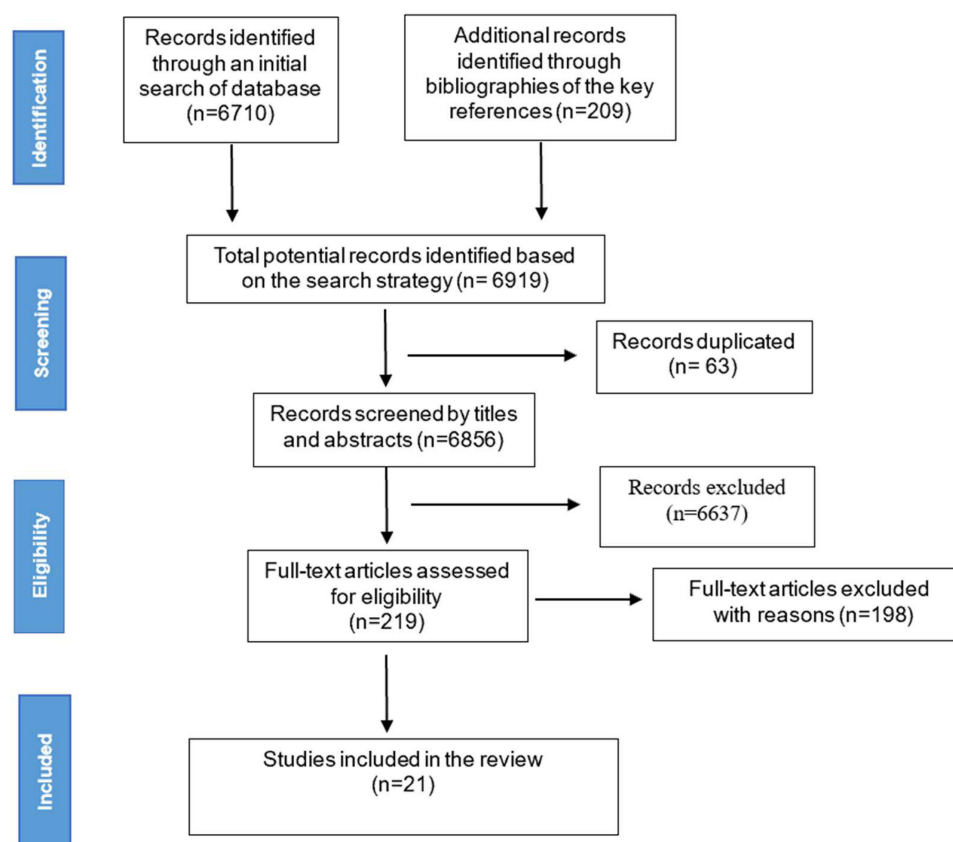 Identification
Records identified
through an initial
search of database
(n=6710)
Additional records
identified through
bibliographies of the key
references (n=209)
Screening
Total potential records identified based
on the search strategy (n= 6919)
Records duplicated
(n= 63)
Records screened by titles
and abstracts (n=6856)
Eligibility
Records excluded
(n=6637)
Full-text articles assessed
for eligibility
(n=219)
Full-text articles excluded
with reasons (n=198)
Included
Studies included in the review
(n=21)